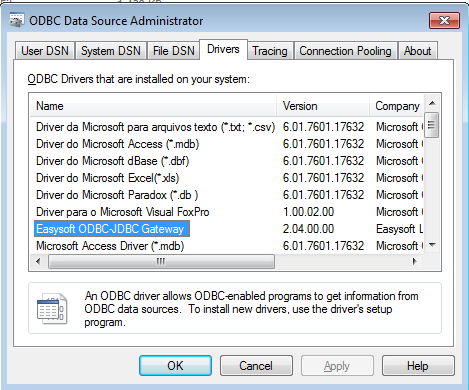 ODBC Data Source Administrator
User DSN System DSN File DSN Drivers Tracing Connection Pooling About
ODBC Drivers that are installed on your system:
Name Version Company
Driver da Microsoft para arquivos texto (*.txt; *.csv) 6.01.7601.17632 Microsoft
Driver do Microsoft Access (*.mdb) 6.01.7601.17632 Microsoft
Driver do Microsoft dBase (*.dbf) 6.01.7601.17632 Microsoft
Driver do Microsoft Excel(*.xls) 6.01.7601.17632 Microsoft
Driver do Microsoft Paradox (*.db ) 6.01.7601.17632 Microsoft
Driver para o Microsoft Visual FoxPro 1.00.02.00 Microsoft
Easysoft ODBC-JDBC Gateway 2.04.00.00 Easysoft
Microsoft Access Driver (*.mdb) 6.01.7601.17632 Microsoft
An ODBC driver allows ODBC-enabled programs to get information from
ODBC data sources. To install new drivers, use the driver's setup
program.
OK Cancel Apply Help